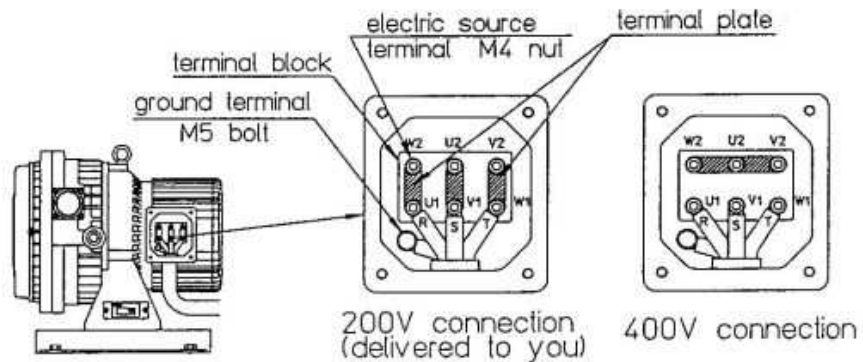 electric source
terminal M4 nut
terminal plate
terminal block
ground terminal
M5 bolt
W2 U2 V2
U1 V1 W1
R S T
W2 U2 V2
U1 V1 W1
R S T
200V connection
(delivered to you)
400V connection